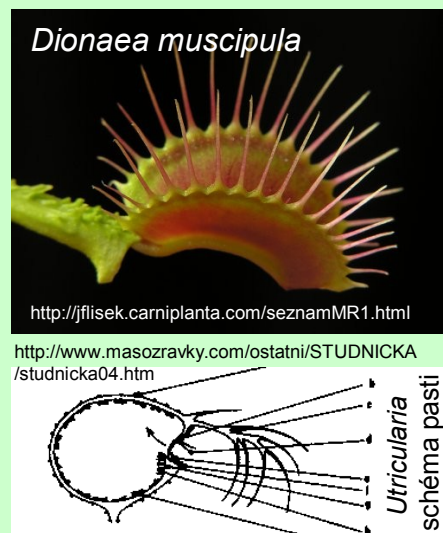 Dionaea muscipula
http://jflisek.carniplanta.com/seznamMR1.html
http://www.masozravky.com/ostatni/STUDNICKA
/studnicka04.htm
c
d
Utricularia
schéma pasti